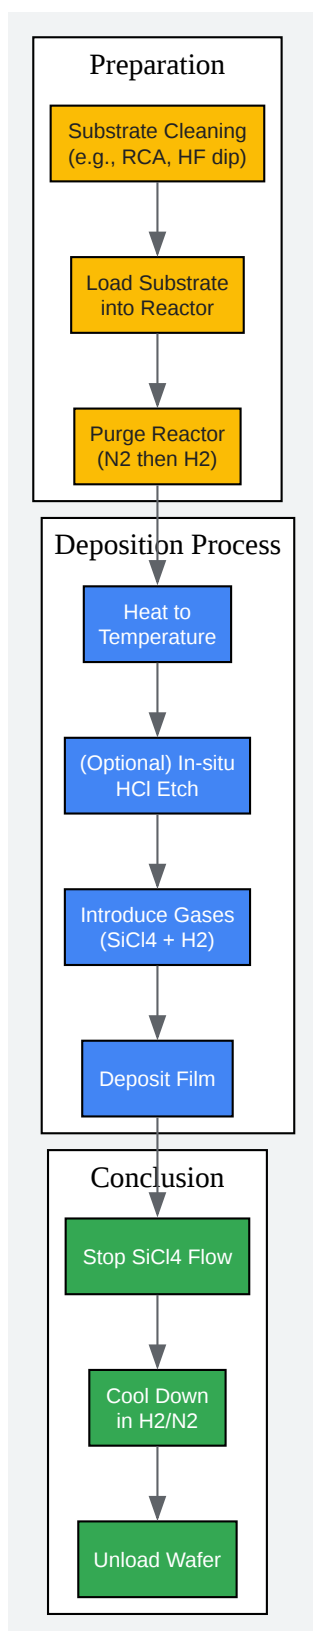 Preparation
Substrate Cleaning
(e.g., RCA, HF dip)
Load Substrate
into Reactor
Purge Reactor
(N2 then H2)
Deposition Process
Heat to
Temperature
(Optional) In-situ
HCl Etch
Introduce Gases
(SiCl4 + H2)
Deposit Film
Conclusion
Stop SiCl4 Flow
Cool Down
in H2/N2
Unload Wafer